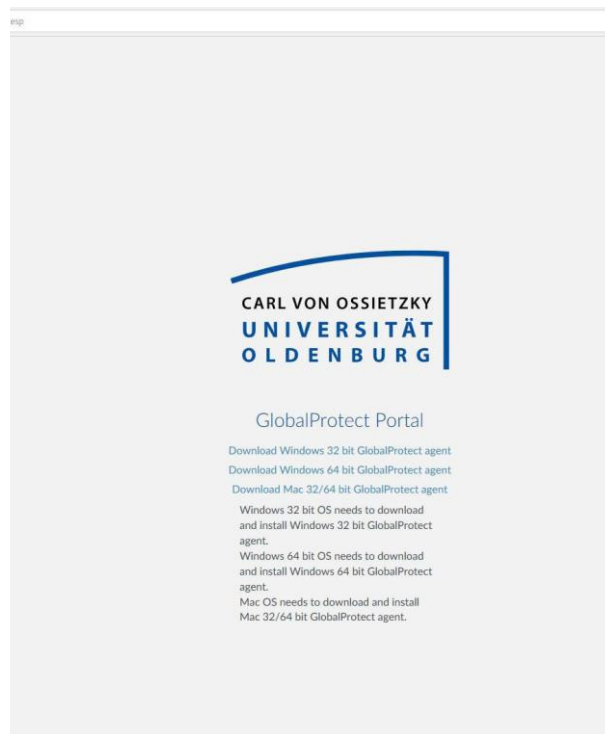 esp
CARL VON OSSIETZKY
UNIVERSITÄT
OLDENBURG
GlobalProtect Portal
Download Windows 32 bit GlobalProtect agent
Download Windows 64 bit GlobalProtect agent
Download Mac 32/64 bit GlobalProtect agent
Windows 32 bit OS needs to download
and install Windows 32 bit GlobalProtect
agent.
Windows 64 bit OS needs to download
and install Windows 64 bit GlobalProtect
agent.
Mac OS needs to download and install
Mac 32/64 bit GlobalProtect agent.